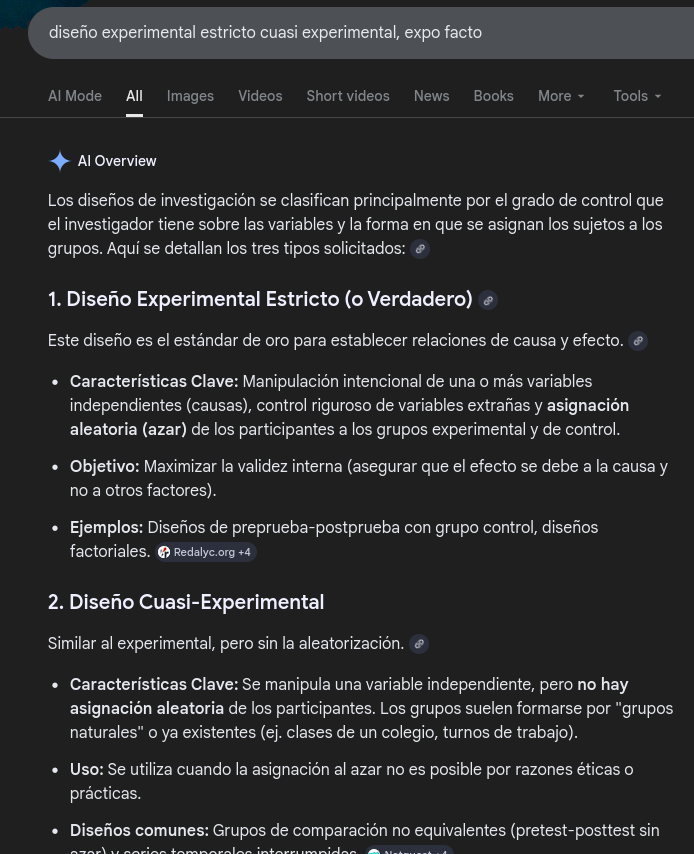 diseño experimental estricto cuasi experimental, expo facto
AI Mode All Images Videos Short videos News Books More Tools
AI Overview
Los diseños de investigación se clasifican principalmente por el grado de control que
el investigador tiene sobre las variables y la forma en que se asignan los sujetos a los
grupos. Aquí se detallan los tres tipos solicitados:
1. Diseño Experimental Estricto (o Verdadero)
Este diseño es el estándar de oro para establecer relaciones de causa y efecto.
• Características Clave: Manipulación intencional de una o más variables
independientes (causas), control riguroso de variables extrañas y asignación
aleatoria (azar) de los participantes a los grupos experimental y de control.
• Objetivo: Maximizar la validez interna (asegurar que el efecto se debe a la causa y
no a otros factores).
• Ejemplos: Diseños de preprueba-postprueba con grupo control, diseños
factoriales. Redalyc.org +4
2. Diseño Cuasi-Experimental
Similar al experimental, pero sin la aleatorización.
• Características Clave: Se manipula una variable independiente, pero no hay
asignación aleatoria de los participantes. Los grupos suelen formarse por "grupos
naturales" o ya existentes (ej. clases de un colegio, turnos de trabajo).
• Uso: Se utiliza cuando la asignación al azar no es posible por razones éticas o
prácticas.
• Diseños comunes: Grupos de comparación no equivalentes (pretest-posttest sin
azar) y series temporales interrumpidas. Netquest +4